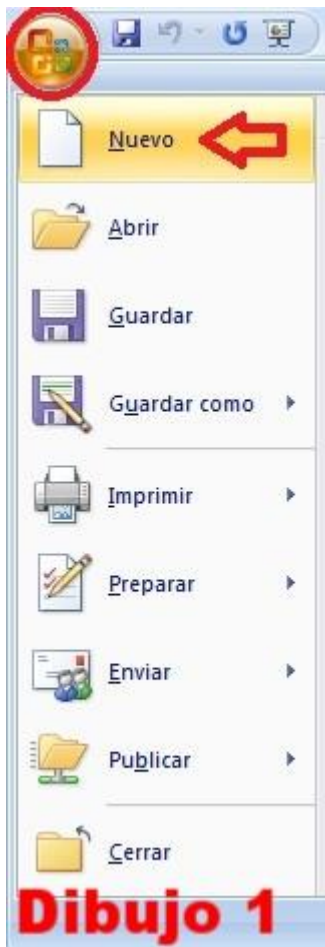 Nuevo
Abrir
Guardar
Guardar como
Imprimir
Preparar
Enviar
Publicar
Cerrar
Dibujo 1